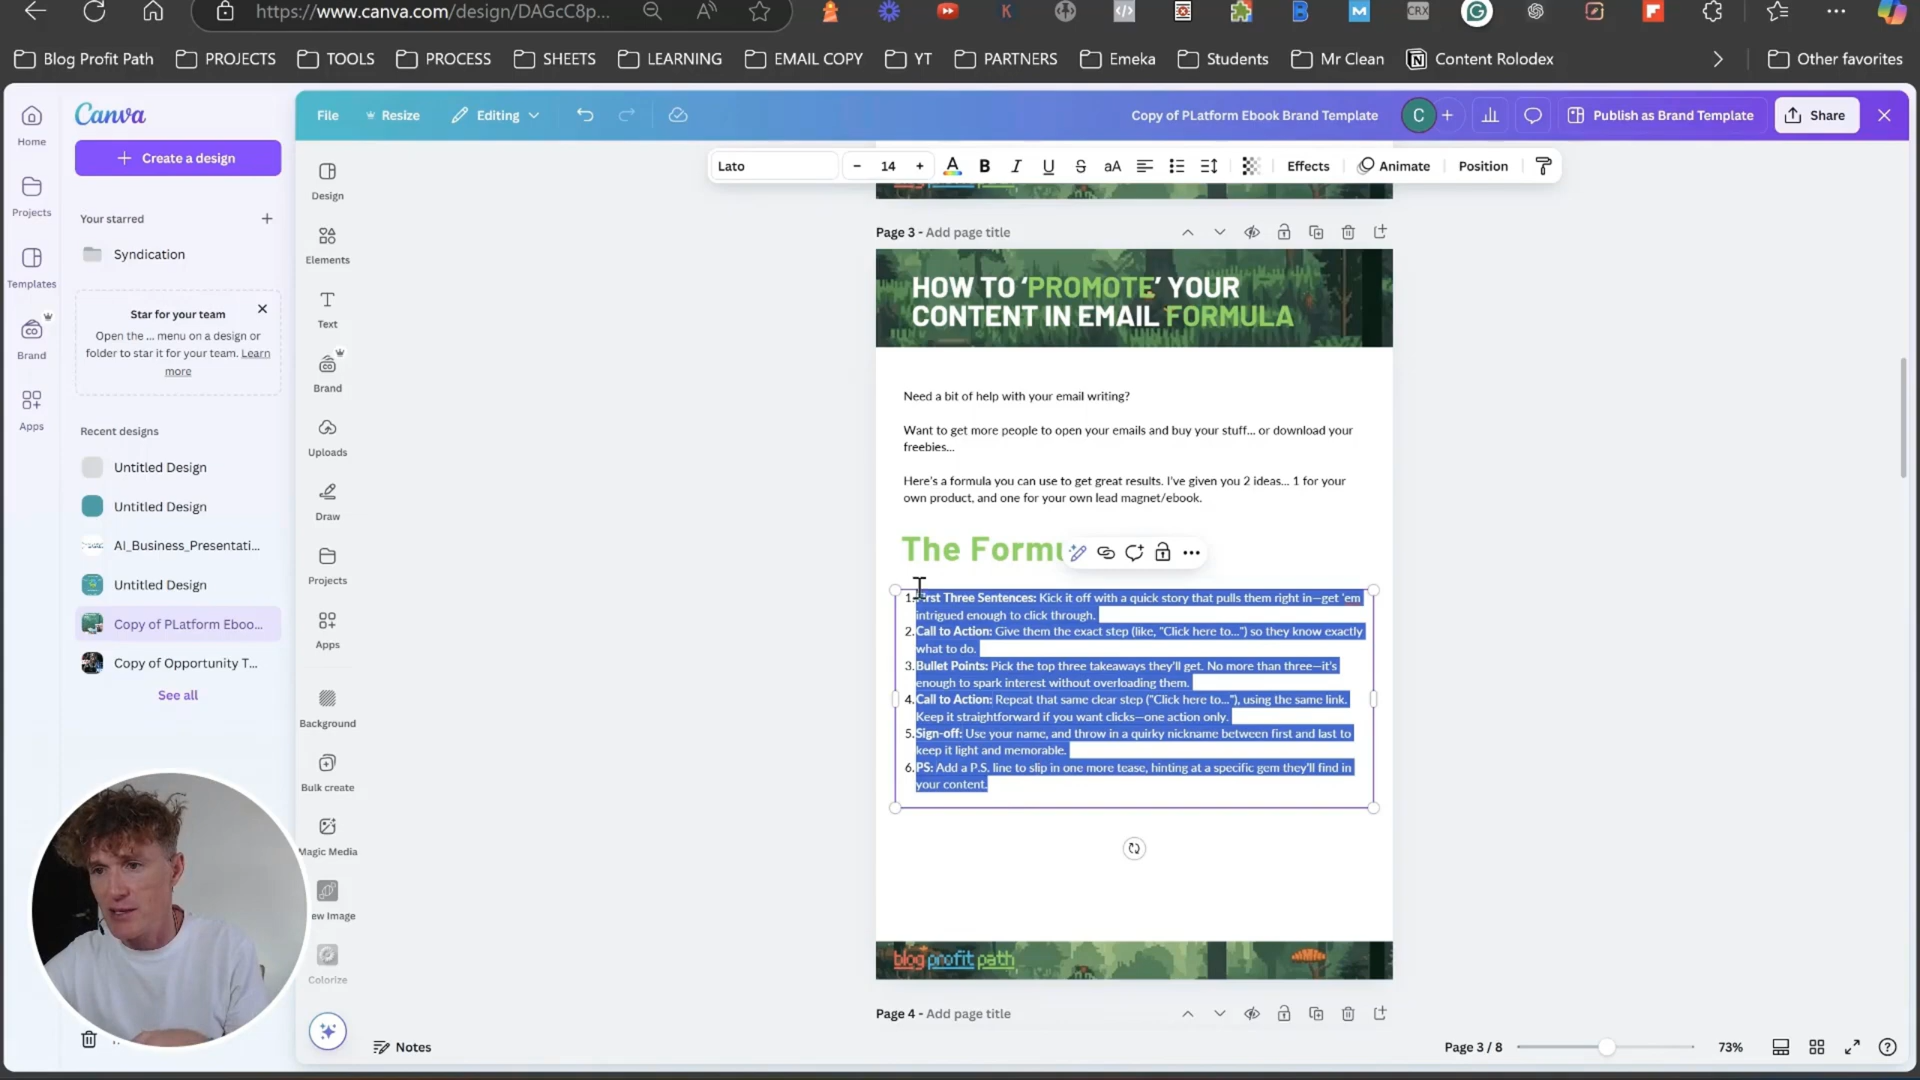 https://www.canva.com/design/DAGcC8p...
Blog Profit Path
PROJECTS
TOOLS
PROCESS
SHEETS
LEARNING
EMAIL COPY
YT
PARTNERS
Emeka
Students
Mr Clean
Content Rolodex
Other favorites
Home
Projects
Templates
Brand
Apps
Canva
Create a design
Your starred
Syndication
Star for your team
Open the ... menu on a design or
folder to star it for your team. Learn
more
Recent designs
Untitled Design
Untitled Design
AI_Business_Presentati...
Untitled Design
Copy of PLatform Eboo...
Copy of Opportunity T...
See all
File
Resize
Editing
Copy of PLatform Ebook Brand Template
C
Publish as Brand Template
Share
Design
Elements
Text
Brand
Uploads
Draw
Projects
Apps
Background
Bulk create
Magic Media
ew Image
Colorize
Lato
14
Effects
Animate
Position
Page 3 - Add page title
HOW TO ‘PROMOTE’ YOUR
CONTENT IN EMAIL FORMULA
Need a bit of help with your email writing?
Want to get more people to open your emails and buy your stuff... or download your
freebies...
Here's a formula you can use to get great results. I've given you 2 ideas... 1 for your
own product, and one for your own lead magnet/ebook.
The Formu
1. First Three Sentences: Kick it off with a quick story that pulls them right in—get 'em
intrigued enough to click through.
2. Call to Action: Give them the exact step (like, "Click here to...") so they know exactly
what to do.
3. Bullet Points: Pick the top three takeaways they'll get. No more than three—it's
enough to spark interest without overloading them.
4. Call to Action: Repeat that same clear step ("Click here to..."), using the same link.
Keep it straightforward if you want clicks—one action only.
5. Sign-off: Use your name, and throw in a quirky nickname between first and last to
keep it light and memorable.
6. PS: Add a P.S. line to slip in one more tease, hinting at a specific gem they'll find in
your content.
blog profit path
Page 4 - Add page title
Notes
Page 3 / 8
73%